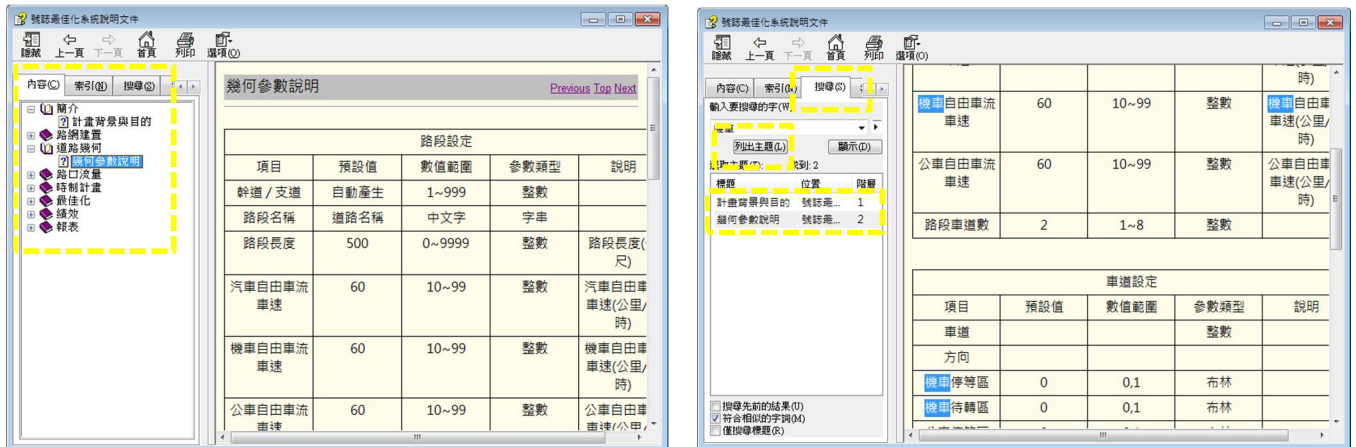 號誌最佳化系統說明文件
隱藏 上一頁 下一頁 首頁 列印 選項(O)
內容(C) 索引(N) 搜尋(S)
簡介
計畫背景與目的
路網建置
道路幾何
幾何參數說明
路口流量
時制計畫
最佳化
績效
報表
幾何參數說明 Previous Top Next
路段設定
項目 預設值 數值範圍 參數類型 說明
幹道/支道 自動產生 1~999 整數
路段名稱 道路名稱 中文字 字串
路段長度 500 0~9999 整數 路段長度(
尺)
汽車自由車流 60 10~99 整數 汽車自由車
車速 車速(公里/
時)
機車自由車流 60 10~99 整數 機車自由車
車速 車速(公里/
時)
公車自由車流 60 10~99 整數 公車自由車
車速 車速(公里/
號誌最佳化系統說明文件
隱藏 上一頁 下一頁 首頁 列印 選項(O)
內容(C) 索引(N) 搜尋(S)
輸入要搜尋的字(W)
列出主題(L) 顯示(D)
找到: 2
標題 位置 階層
計畫背景與目的 號誌最... 1
幾何參數說明 號誌最... 2
搜尋先前的結果(U)
符合相似的字詞(M)
僅搜尋標題(R)
時)
機車自由車流 60 10~99 整數 機車自由車
車速 車速(公里/
時)
公車自由車流 60 10~99 整數 公車自由車
車速 車速(公里/
時)
路段車道數 2 1~8 整數
車道設定
項目 預設值 數值範圍 參數類型 說明
車道 整數
方向
機車停等區 0 0,1 布林
機車待轉區 0 0,1 布林